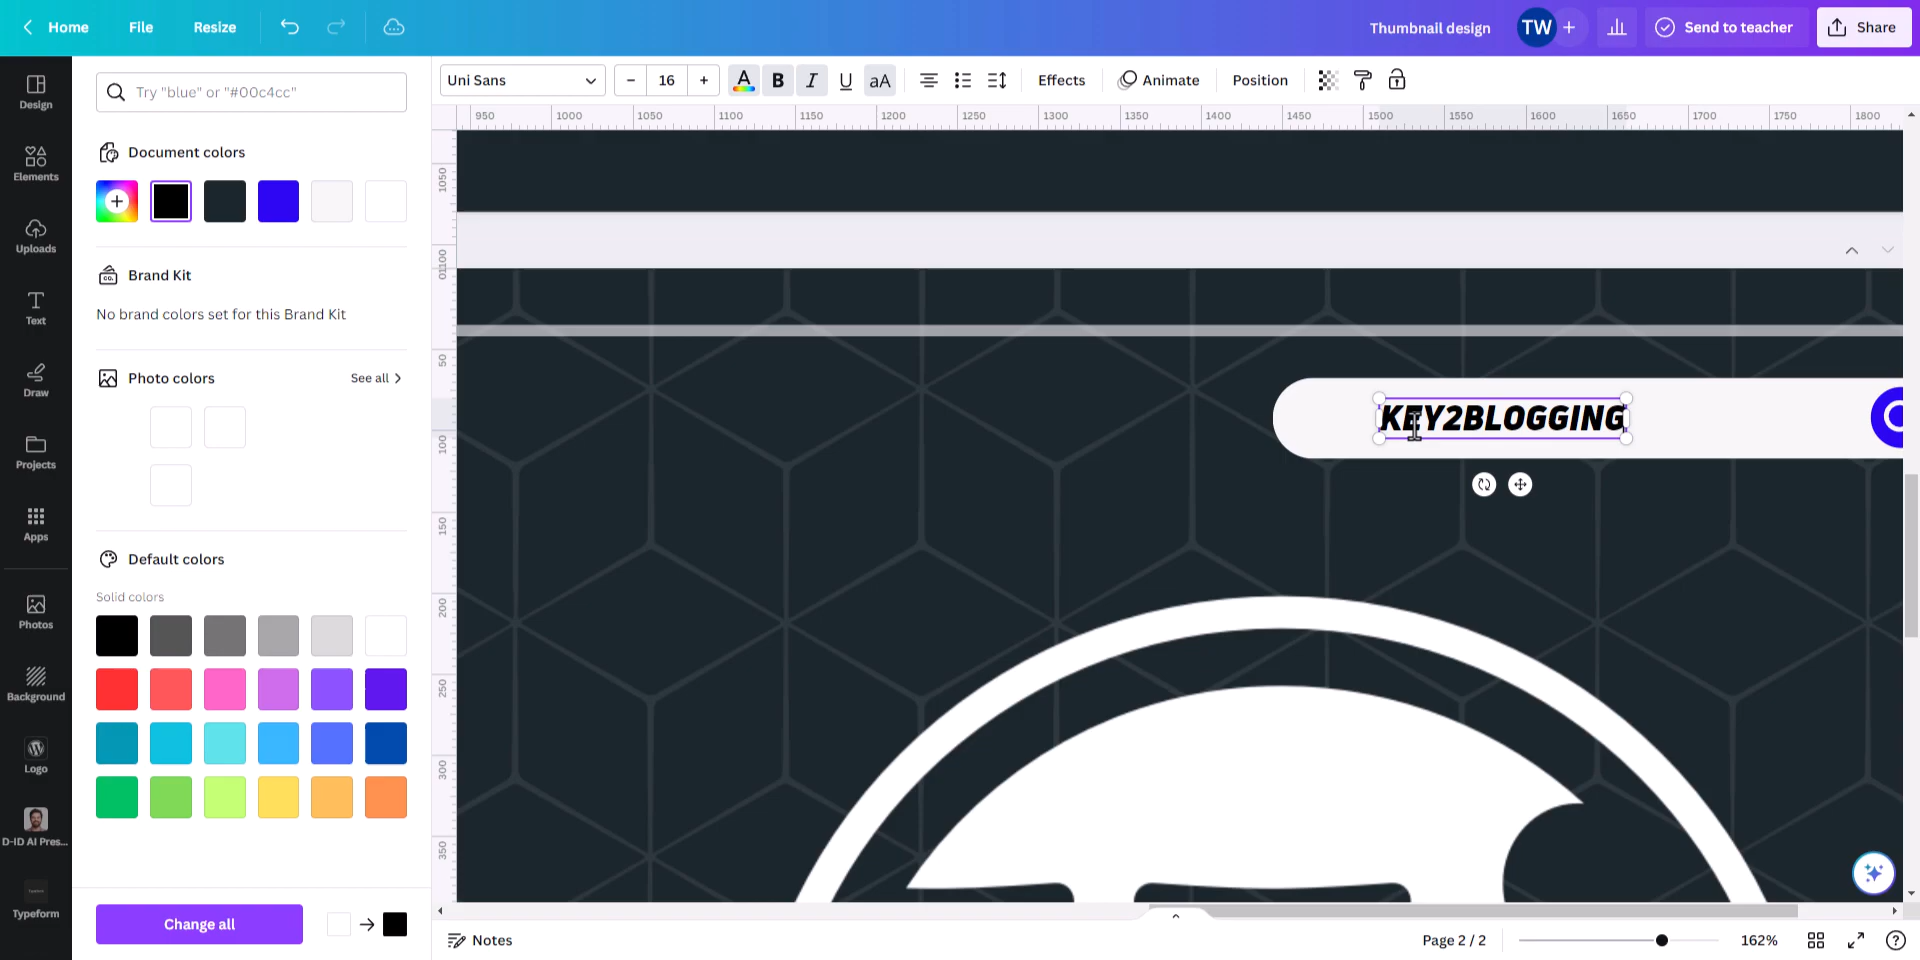 Home
File
Resize
Thumbnail design
TW
+
Send to teacher
Share
Design
Elements
Uploads
Text
Draw
Projects
Apps
Photos
Background
Logo
D-ID AI Pres...
Typeform
Try "blue" or "#00c4cc"
Document colors
Brand Kit
No brand colors set for this Brand Kit
Photo colors
See all
Default colors
Solid colors
Change all
Uni Sans
– 16 +
A B I U aA
Effects
Animate
Position
950 1000 1050 1100 1150 1200 1250 1300 1350 1400 1450 1500 1550 1600 1650 1700 1750 1800
1050
50
100
150
200
250
300
350
KEY2BLOGGING
Notes
Page 2 / 2
162%
?